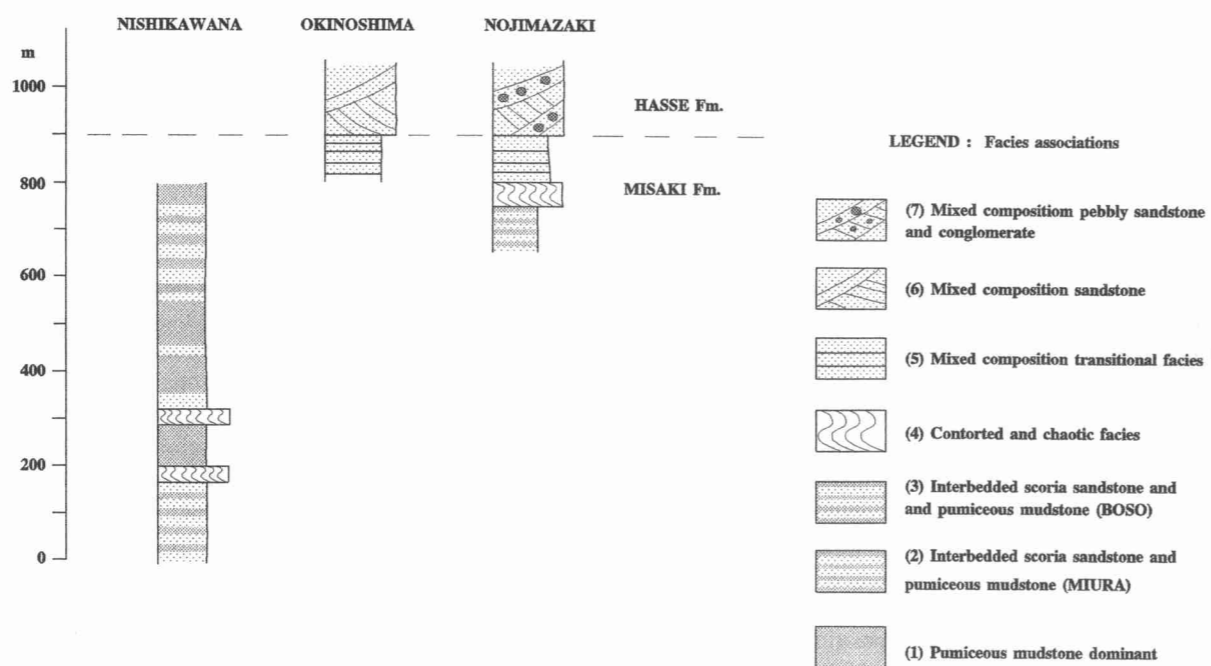 NISHIKAWANA OKINOSHIMA NOJIMAZAKI
m
1000
HASSE Fm.
800
MISAKI Fm.
600
400
200
0
LEGEND : Facies associations
(7) Mixed compositiom pebbly sandstone
and conglomerate
(6) Mixed composition sandstone
(5) Mixed composition transitional facies
(4) Contorted and chaotic facies
(3) Interbedded scoria sandstone and
and pumiceous mudstone (BOSO)
(2) Interbedded scoria sandstone and
pumiceous mudstone (MIURA)
(1) Pumiceous mudstone dominant